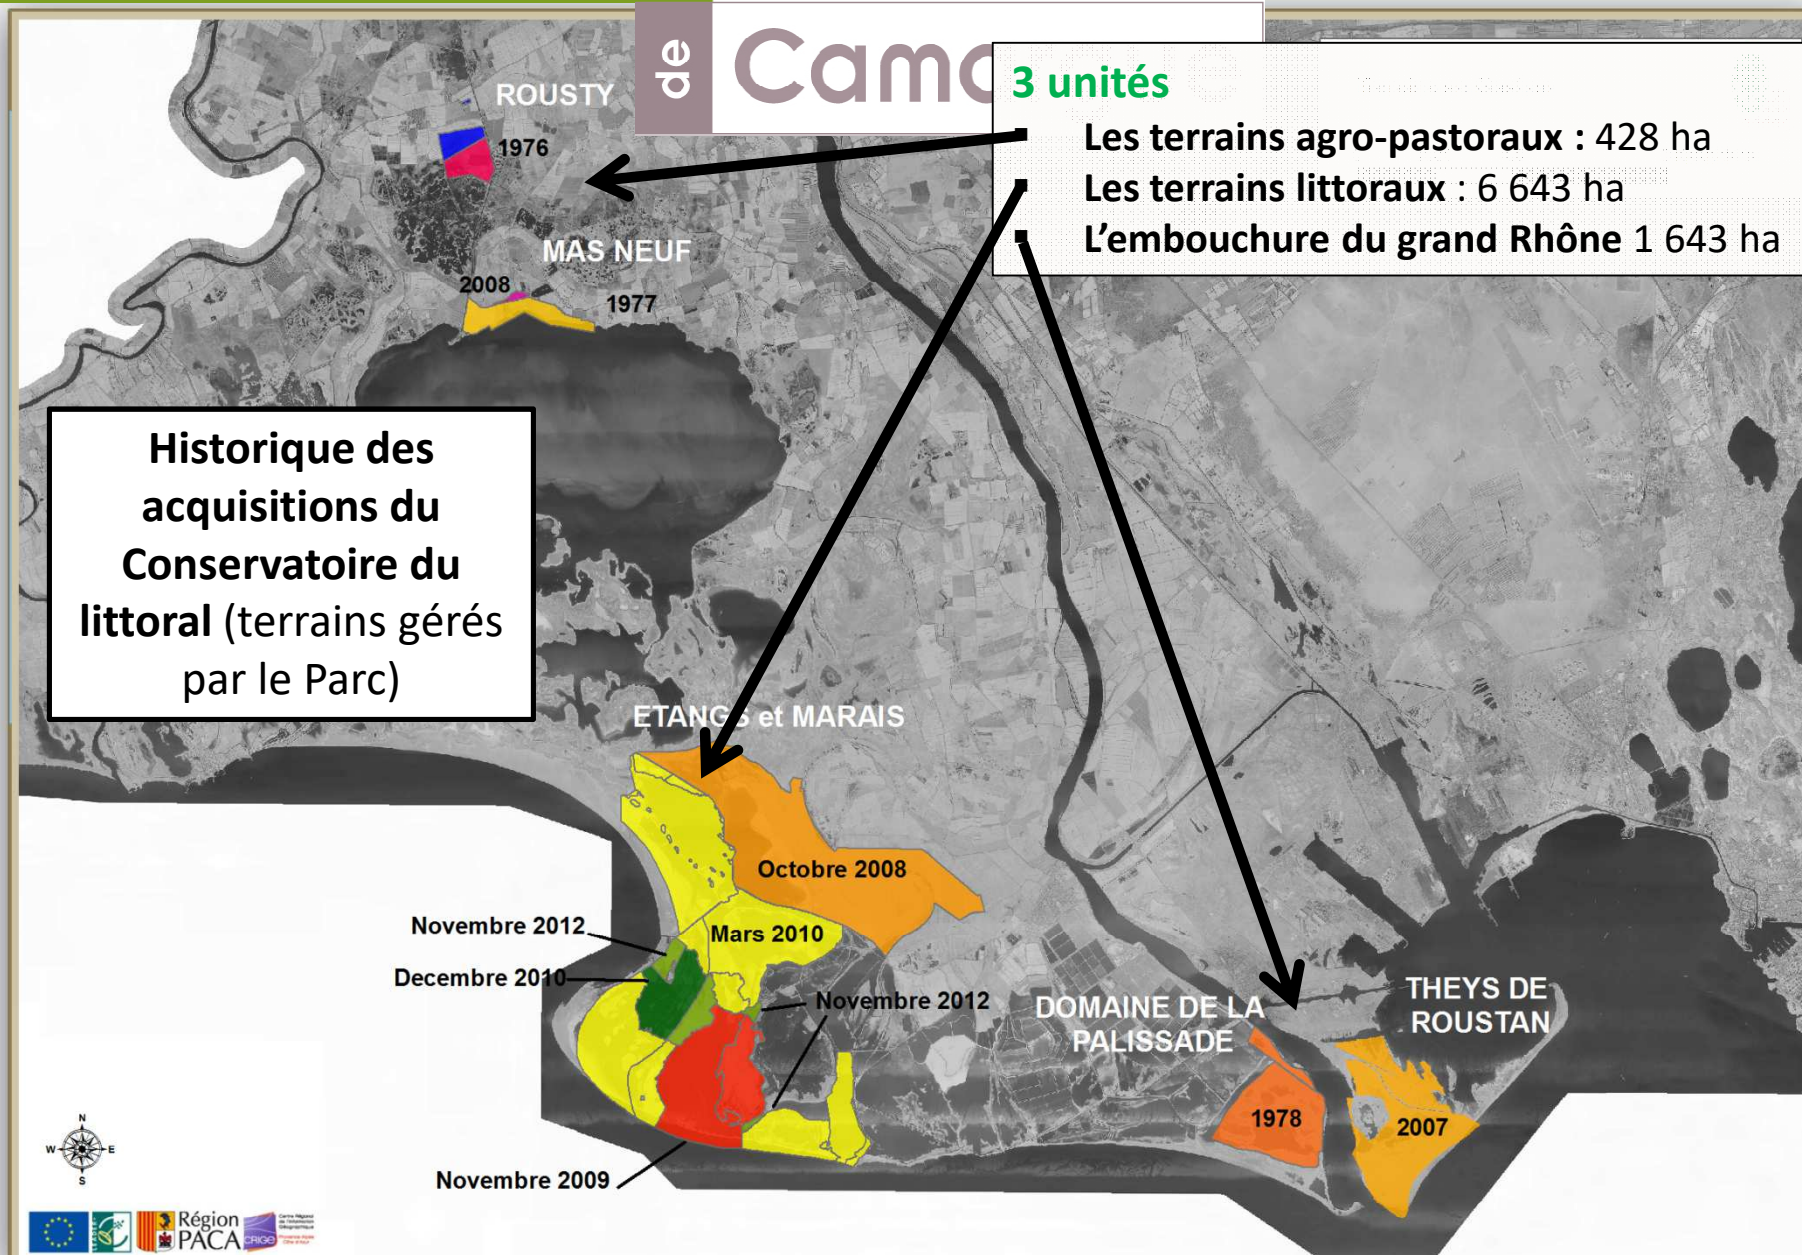 de
3 unités
Les terrains agro-pastoraux : 428 ha
Les terrains littoraux : 6 643 ha
L'embouchure du grand Rhône 1 643 ha
ROUSTY
1976
MAS NEUF
2008
1977
Historique des
acquisitions du
Conservatoire du
littoral (terrains gérés
par le Parc)
ETANGS et MARAIS
Octobre 2008
Novembre 2012
Mars 2010
Decembre 2010
Novembre 2012
DOMAINE DE LA
PALISSADE
THEYS DE
ROUSTAN
1978
2007
Novembre 2009
N
W E
S
Région
PACA
CRIGE